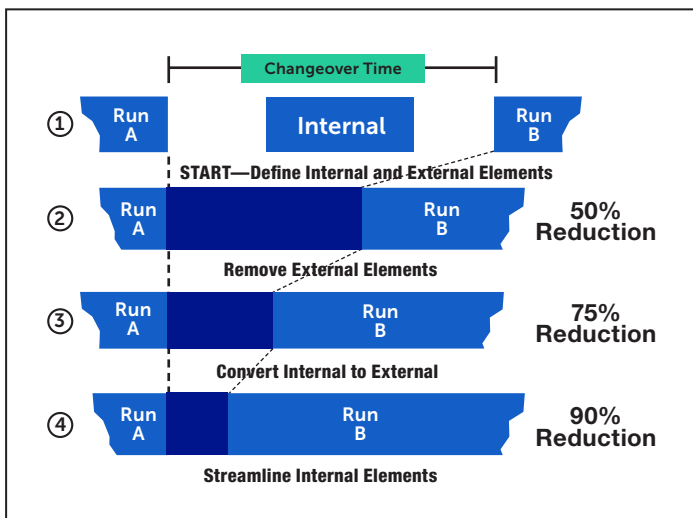 Changeover Time
1
Run
A
Internal
Run
B
START—Define Internal and External Elements
2
Run
A
Run
B
50%
Reduction
Remove External Elements
3
Run
A
Run
B
75%
Reduction
Convert Internal to External
4
Run
A
Run
B
90%
Reduction
Streamline Internal Elements